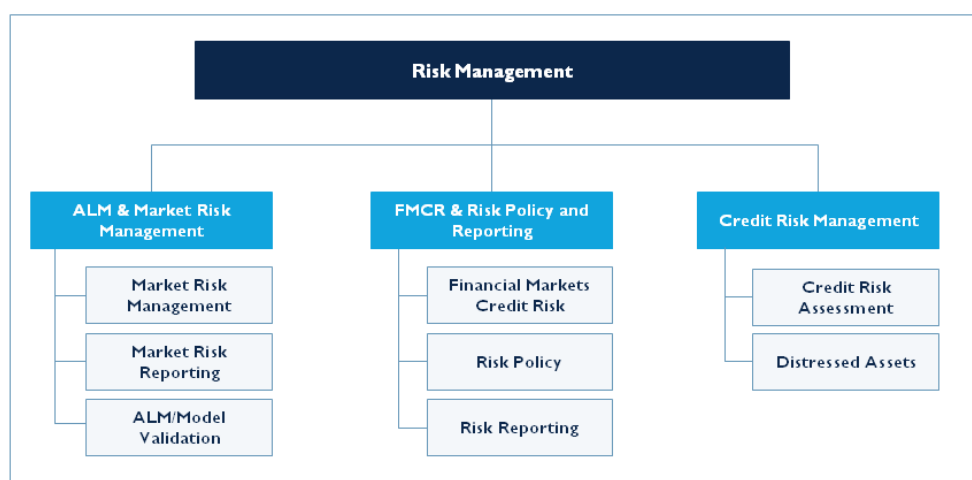 Risk Management
ALM & Market Risk
Management
Market Risk
Management
Market Risk
Reporting
ALM/Model
Validation
FMCR & Risk Policy and
Reporting
Financial Markets
Credit Risk
Risk Policy
Risk Reporting
Credit Risk Management
Credit Risk
Assessment
Distressed Assets